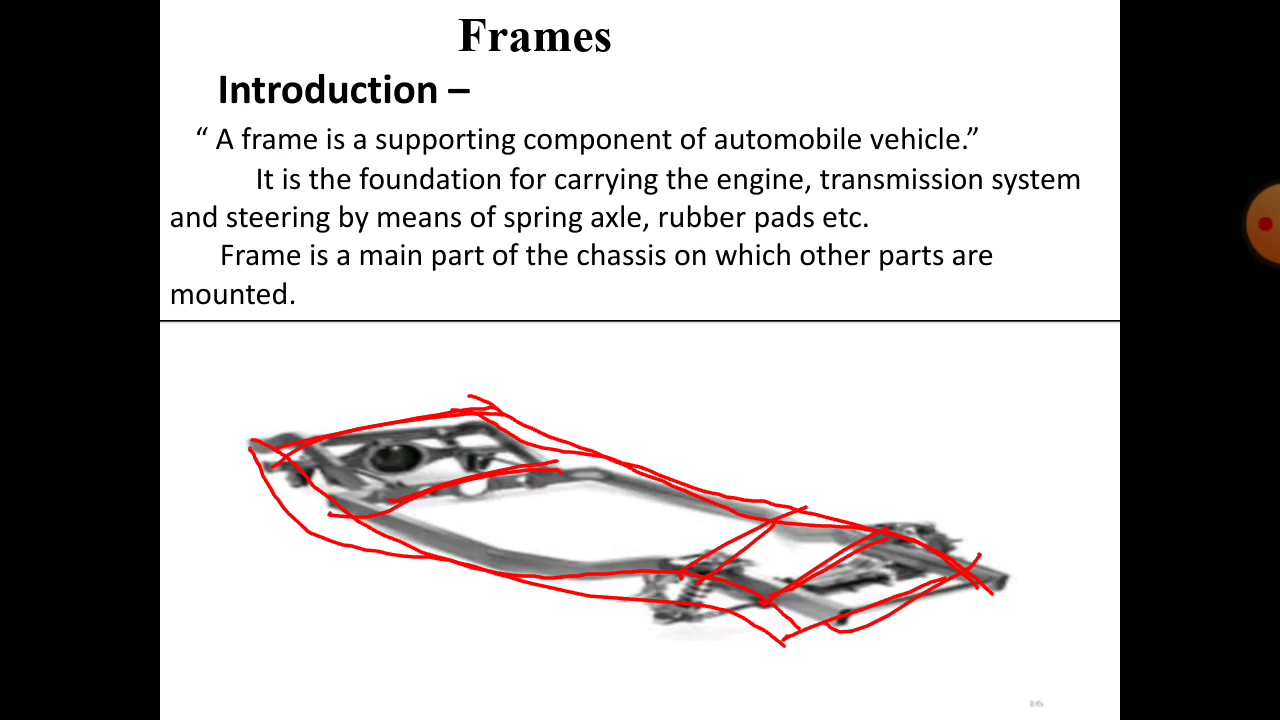 Frames
Introduction –
“ A frame is a supporting component of automobile vehicle.”
It is the foundation for carrying the engine, transmission system
and steering by means of spring axle, rubber pads etc.
Frame is a main part of the chassis on which other parts are
mounted.